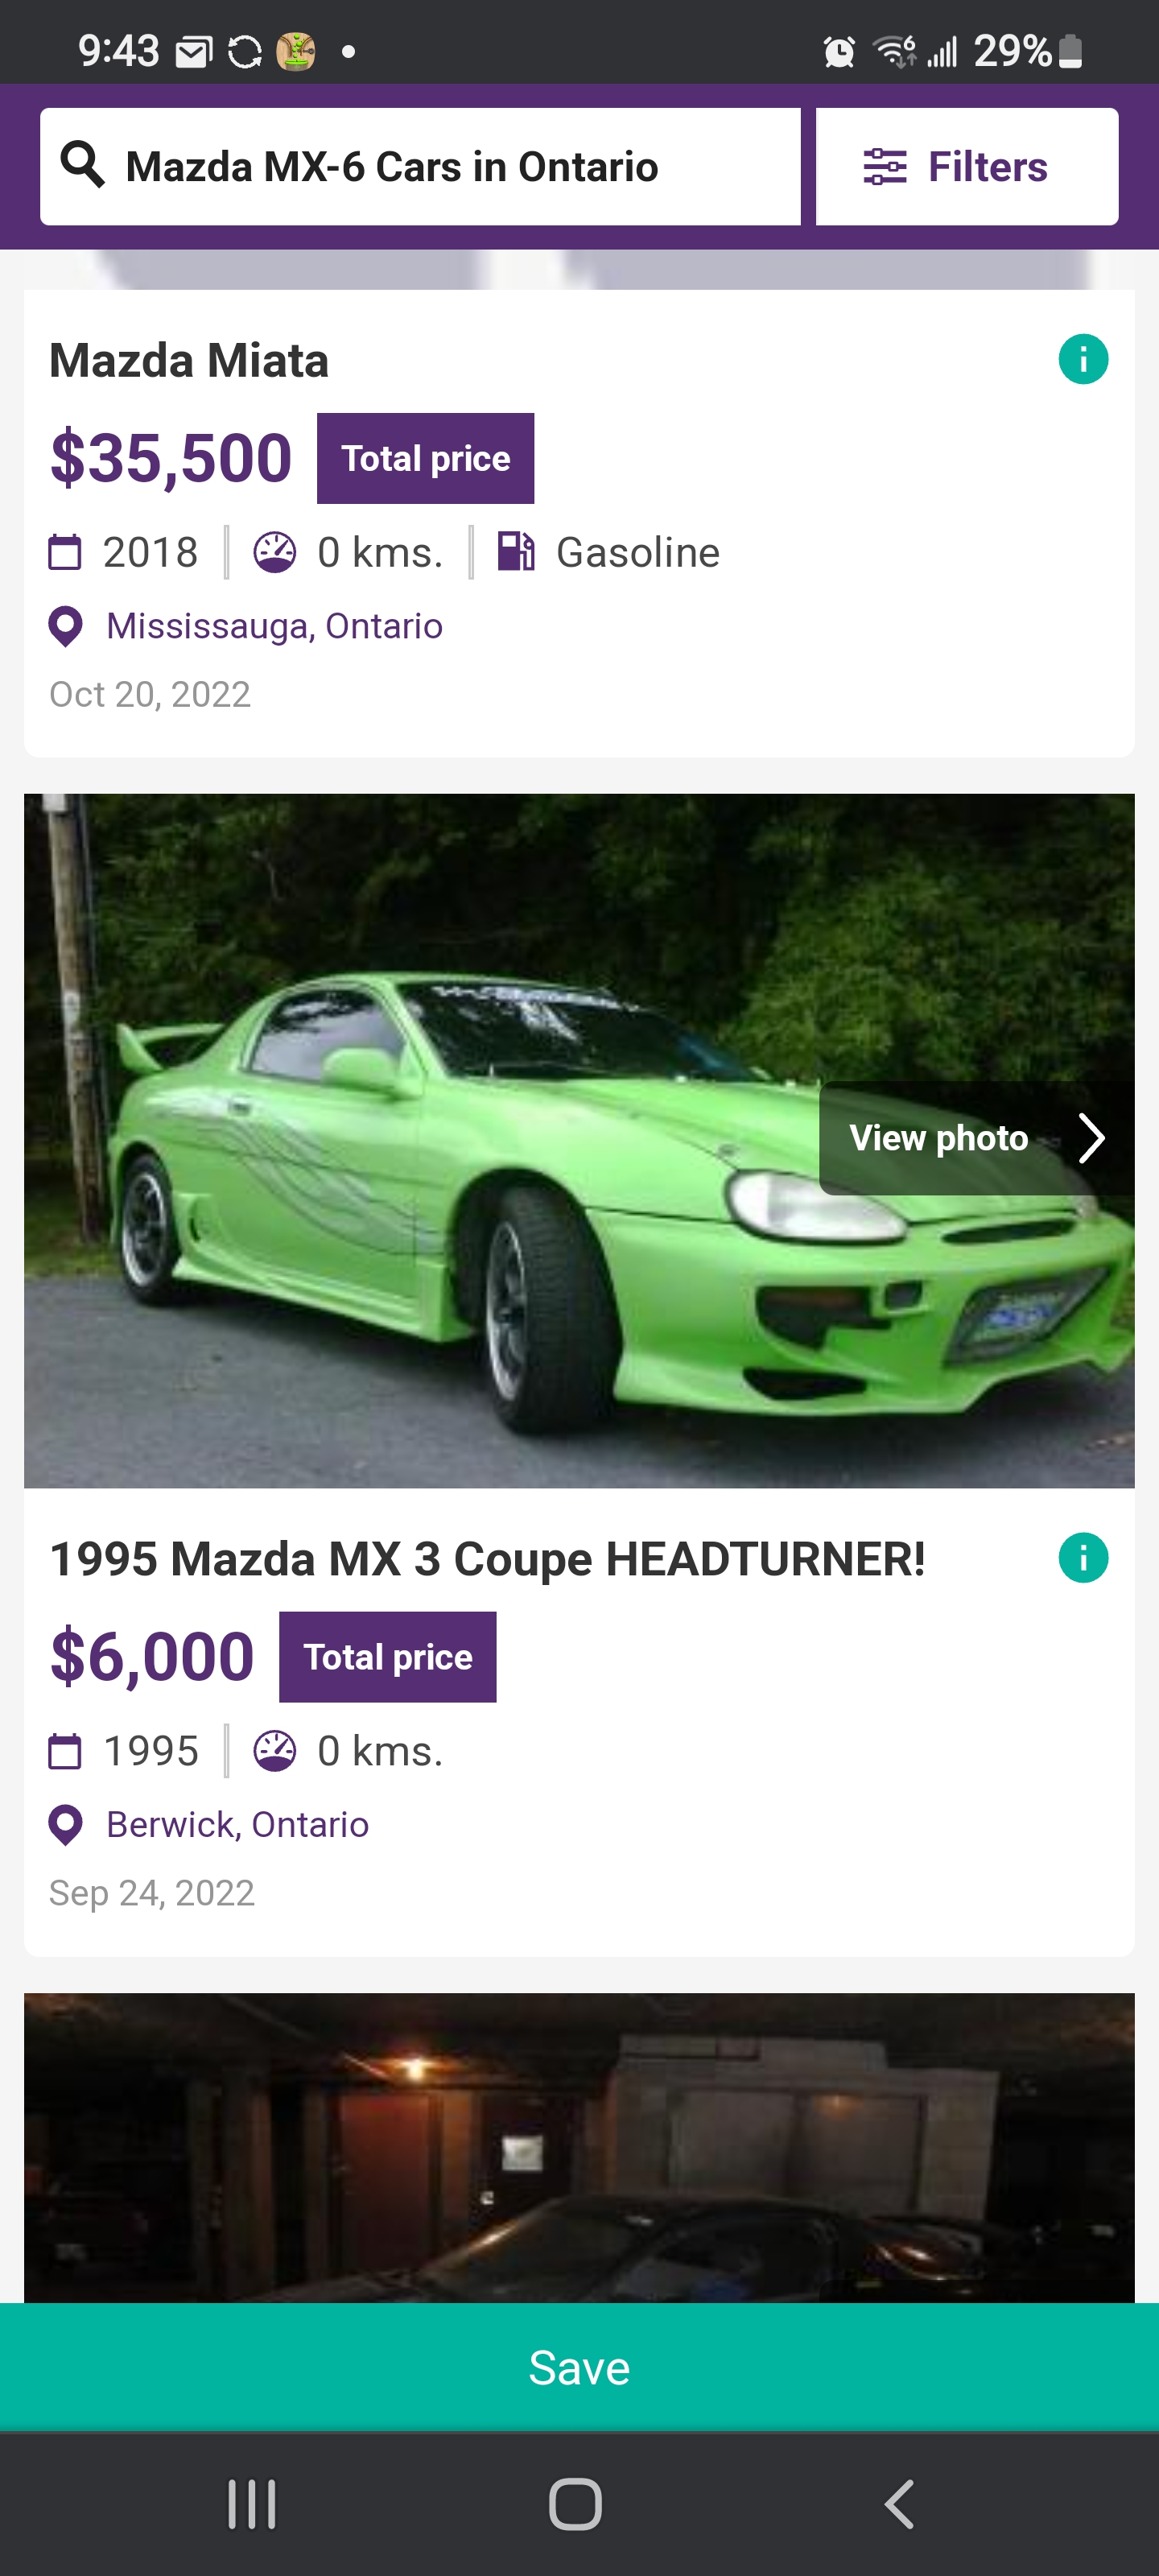 9:43
6
29%
Mazda MX-6 Cars in Ontario
Filters
Mazda Miata
$35,500 Total price
2018 0 kms. Gasoline
Mississauga, Ontario
Oct 20, 2022
View photo
1995 Mazda MX 3 Coupe HEADTURNER!
$6,000 Total price
1995 0 kms.
Berwick, Ontario
Sep 24, 2022
Save